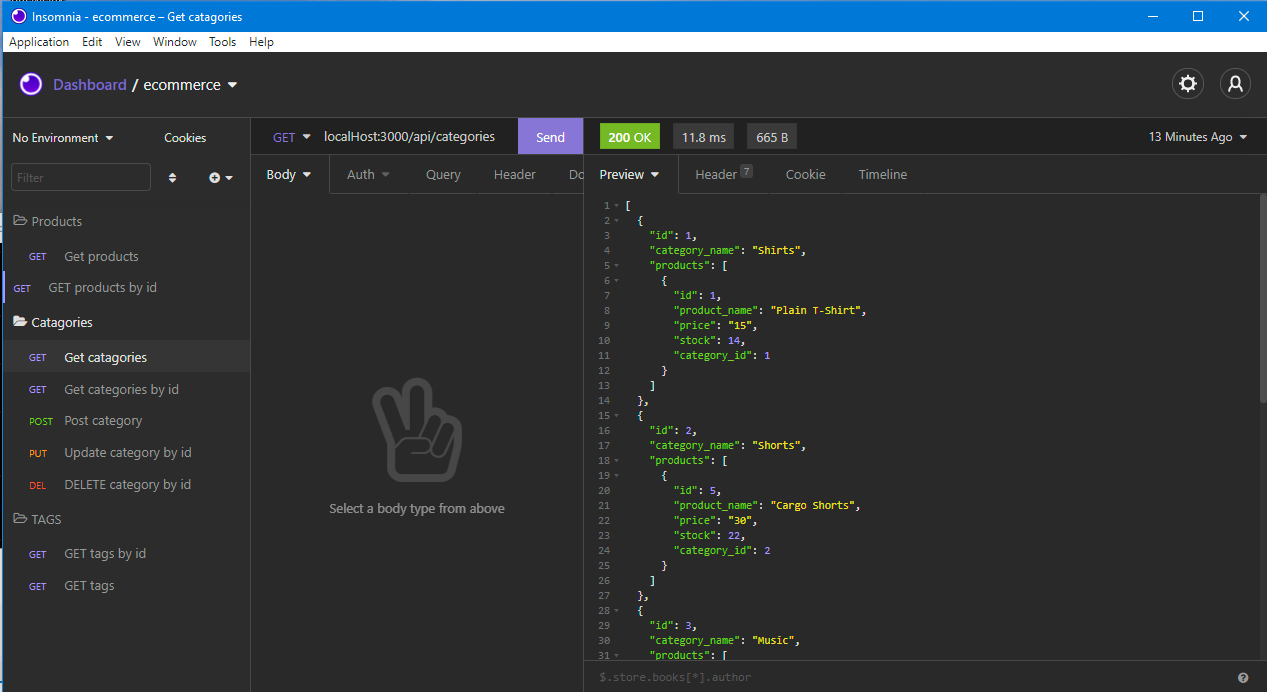 Insomnia - ecommerce – Get catagories
Application Edit View Window Tools Help
Dashboard / ecommerce
No Environment Cookies
Filter
Products
GET Get products
GET GET products by id
Catagories
GET Get catagories
GET Get categories by id
POST Post category
PUT Update category by id
DEL DELETE category by id
TAGS
GET GET tags by id
GET GET tags
GET localHost:3000/api/categories Send
Body Auth Query Header Do
Select a body type from above
200 OK 11.8 ms 665 B 13 Minutes Ago
Preview Header 7 Cookie Timeline
1 [
2 {
3 "id": 1,
4 "category_name": "Shirts",
5 "products": [
6 {
7 "id": 1,
8 "product_name": "Plain T-Shirt",
9 "price": "15",
10 "stock": 14,
11 "category_id": 1
12 }
13 ]
14 },
15 {
16 "id": 2,
17 "category_name": "Shorts",
18 "products": [
19 {
20 "id": 5,
21 "product_name": "Cargo Shorts",
22 "price": "30",
23 "stock": 22,
24 "category_id": 2
25 }
26 ]
27 },
28 {
29 "id": 3,
30 "category_name": "Music",
31 "products": [
$.store.books[*].author